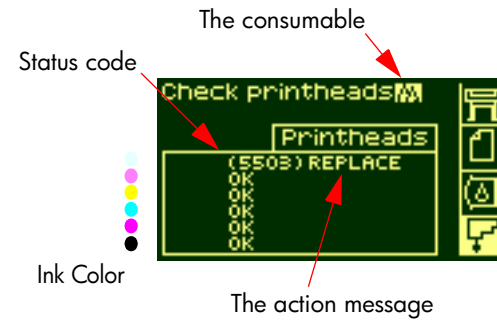 The consumable
Status code
Check printheads
Printheads
(5503) REPLACE
OK
OK
OK
OK
OK
Ink Color
The action message